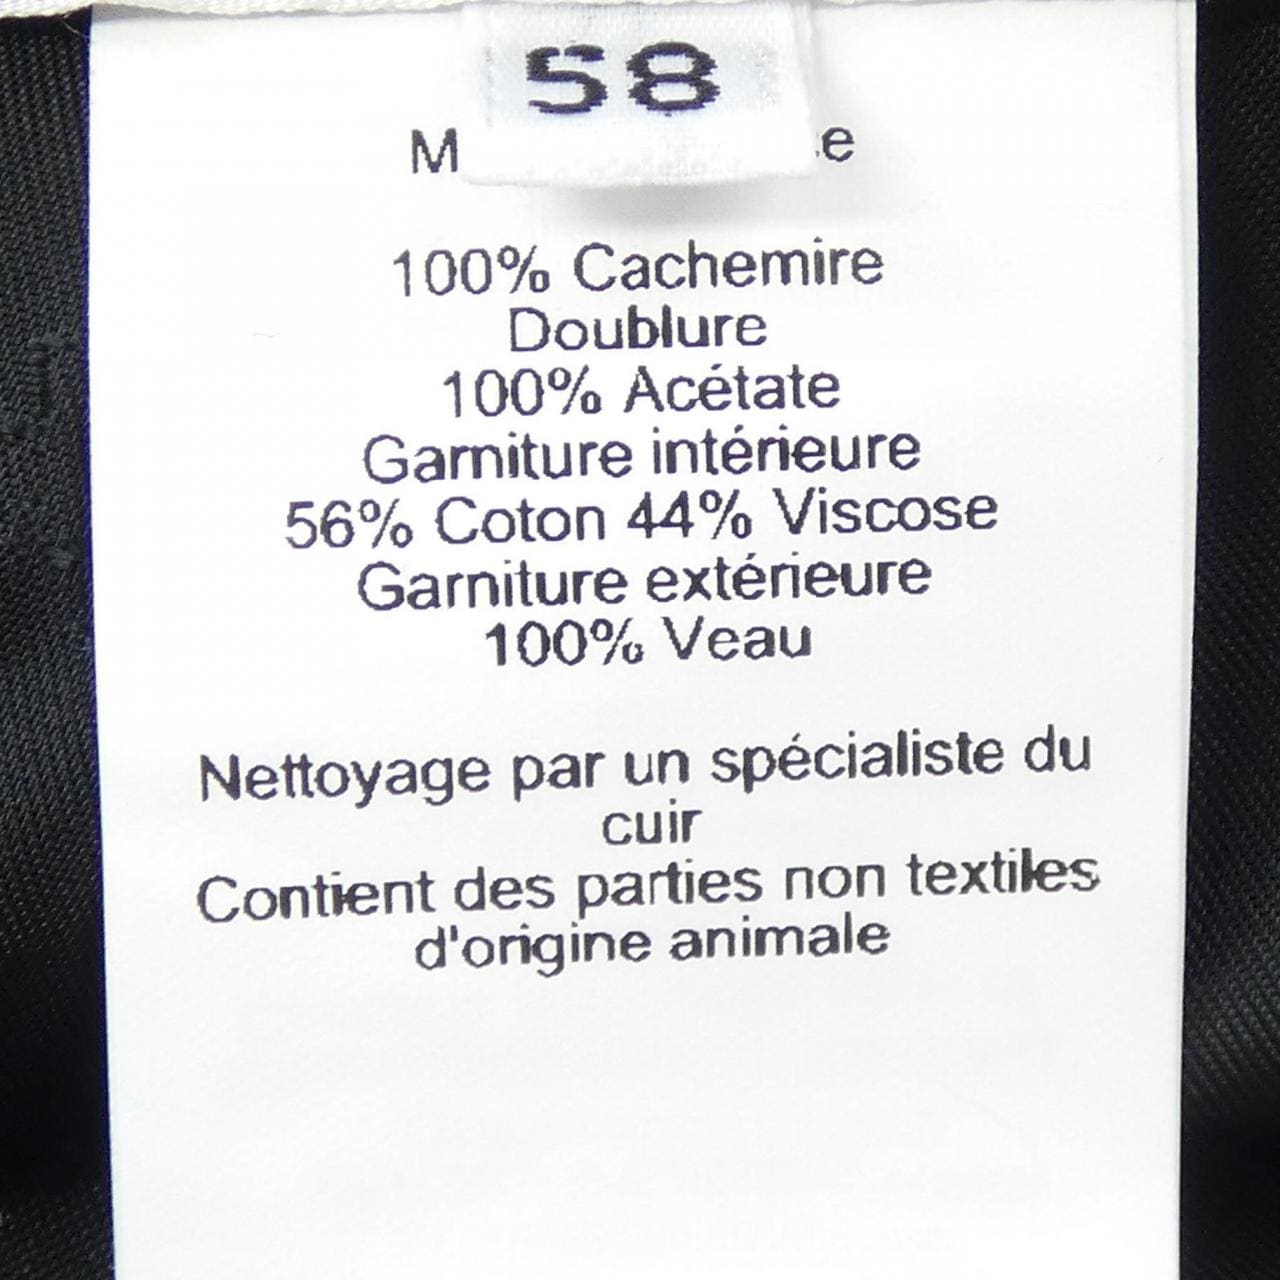 58
100% Cachemire
Doublure
100% Acétate
Garniture intérieure
56% Coton 44% Viscose
Garniture extérieure
100% Veau
Nettoyage par un spécialiste du
cuir
Contient des parties non textiles
d'origine animale